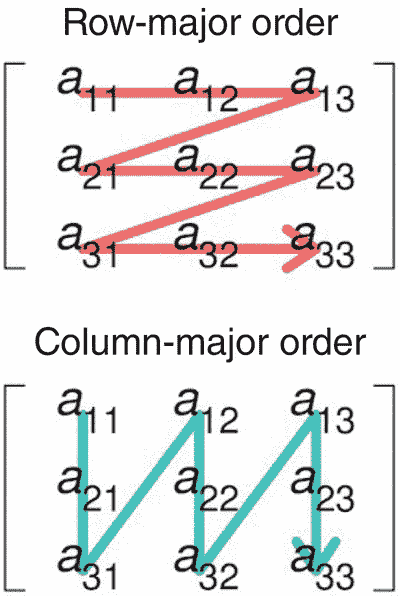 Row-major order
a11 a12 a13
a21 a22 a23
a31 a32 a33
Column-major order
a11 a12 a13
a21 a22 a23
a31 a32 a33